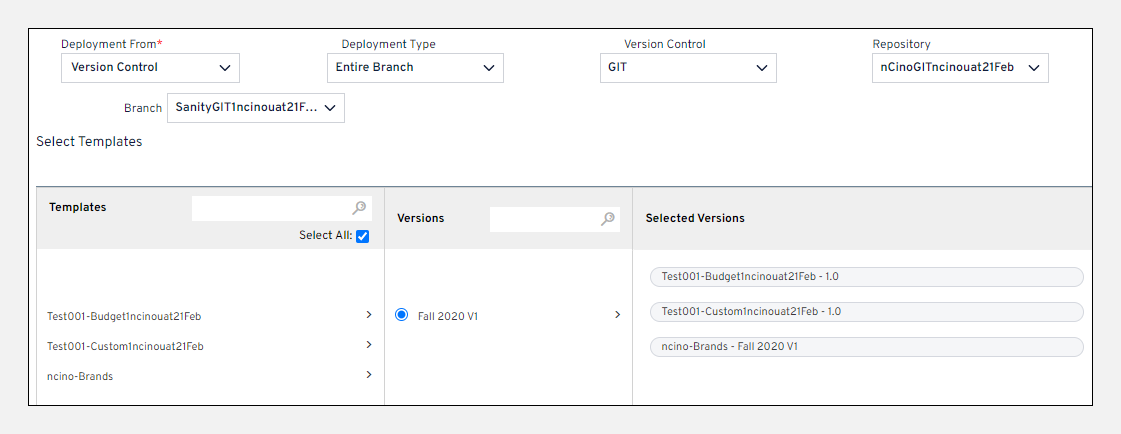 Deployment From* Deployment Type Version Control Repository
Version Control Entire Branch GIT nCinoGITncinouat21Feb
Branch SanityGIT1ncinouat21F...
Select Templates
Templates Versions Selected Versions
Select All:
Test001-Budget1ncinouat21Feb - 1.0
Test001-Budget1ncinouat21Feb Fall 2020 V1 Test001-Custom1ncinouat21Feb - 1.0
Test001-Custom1ncinouat21Feb ncino-Brands - Fall 2020 V1
ncino-Brands